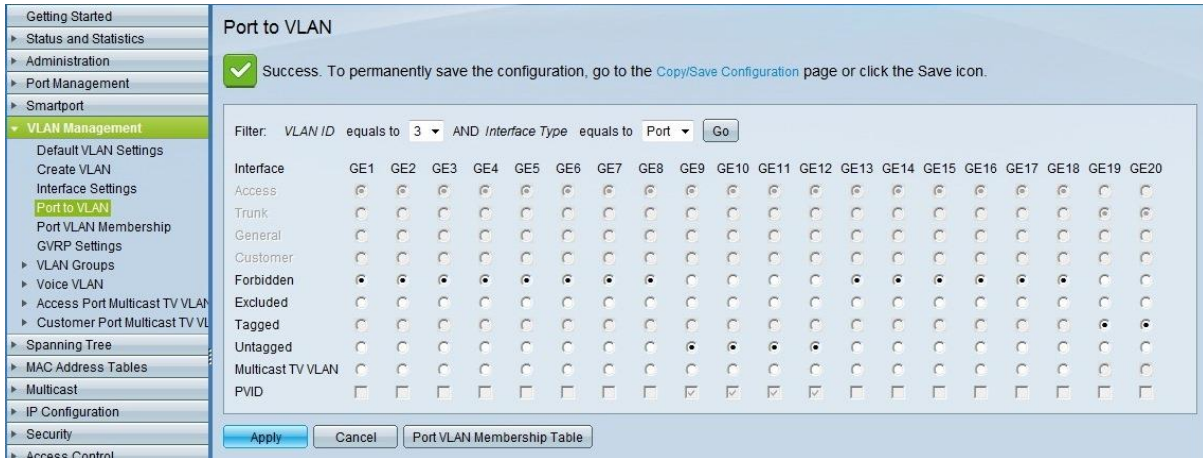 Getting Started
Status and Statistics
Administration
Port Management
Smartport
VLAN Management
Default VLAN Settings
Create VLAN
Interface Settings
Port to VLAN
Port VLAN Membership
GVRP Settings
VLAN Groups
Voice VLAN
Access Port Multicast TV VLAN
Customer Port Multicast TV VL
Spanning Tree
MAC Address Tables
Multicast
IP Configuration
Security
Access Control
Port to VLAN
Success. To permanently save the configuration, go to the Copy/Save Configuration page or click the Save icon.
Filter: VLAN ID equals to 3 AND Interface Type equals to Port Go
Interface GE1 GE2 GE3 GE4 GE5 GE6 GE7 GE8 GE9 GE10 GE11 GE12 GE13 GE14 GE15 GE16 GE17 GE18 GE19 GE20
Access
Trunk
General
Customer
Forbidden
Excluded
Tagged
Untagged
Multicast TV VLAN
PVID
Apply Cancel Port VLAN Membership Table